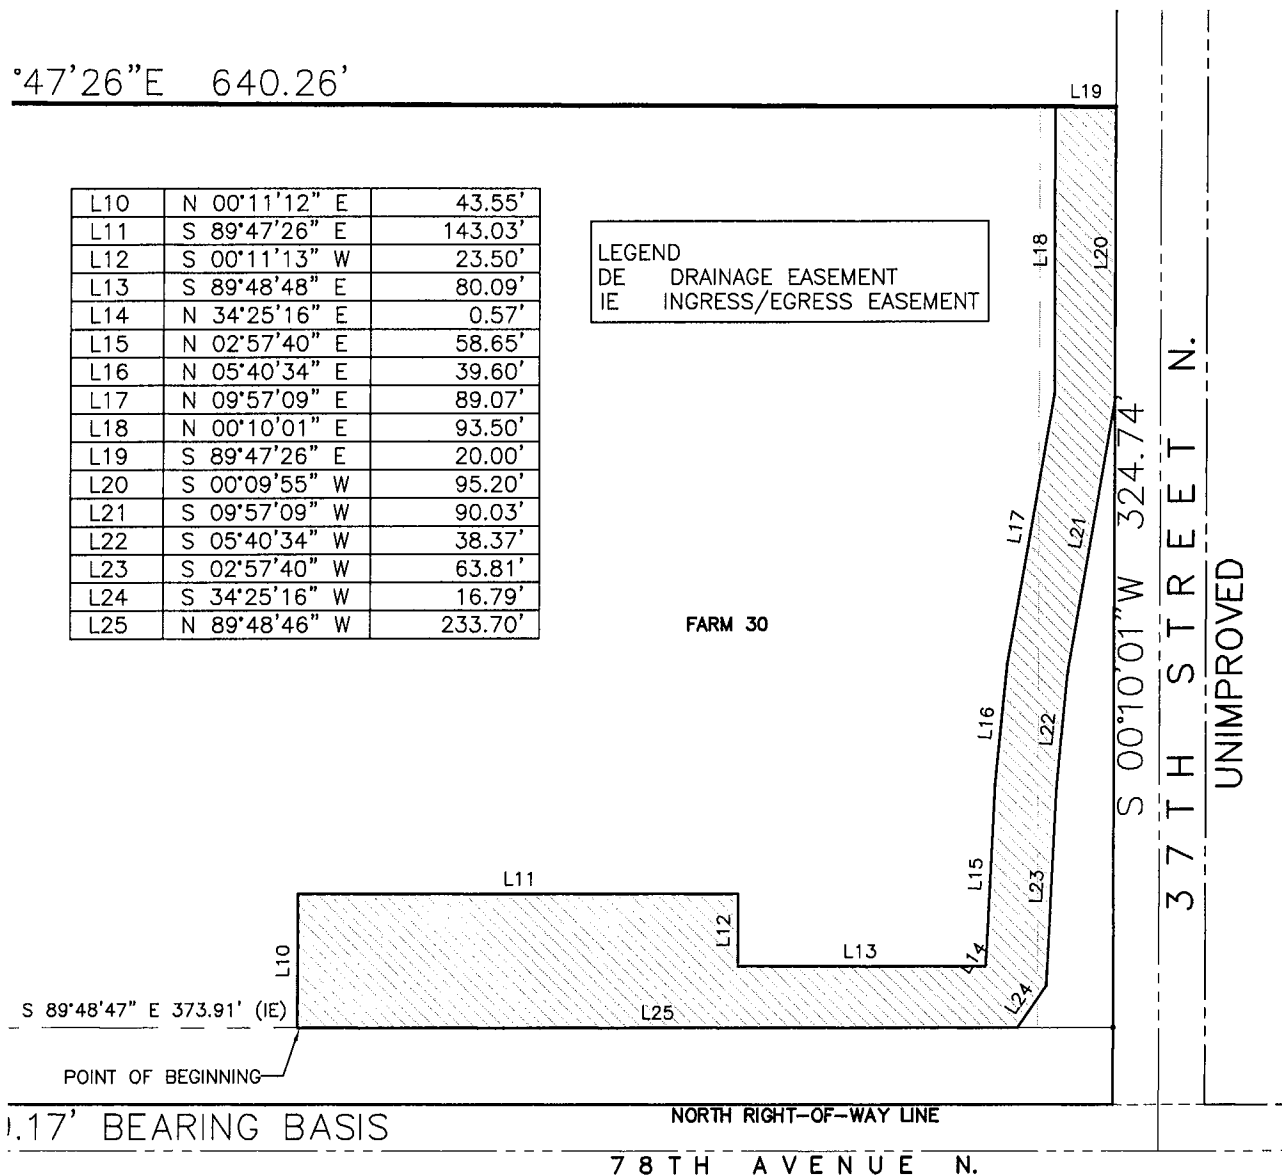 °47'26"E 640.26'
L19
L10 N 00°11'12" E 43.55'
L11 S 89°47'26" E 143.03'
L12 S 00°11'13" W 23.50'
L13 S 89°48'48" E 80.09'
L14 N 34°25'16" E 0.57'
L15 N 02°57'40" E 58.65'
L16 N 05°40'34" E 39.60'
L17 N 09°57'09" E 89.07'
L18 N 00°10'01" E 93.50'
L19 S 89°47'26" E 20.00'
L20 S 00°09'55" W 95.20'
L21 S 09°57'09" W 90.03'
L22 S 05°40'34" W 38.37'
L23 S 02°57'40" W 63.81'
L24 S 34°25'16" W 16.79'
L25 N 89°48'46" W 233.70'
LEGEND
DE DRAINAGE EASEMENT
IE INGRESS/EGRESS EASEMENT
L18
L20
L17
L21
FARM 30
L16
L22
S 00°10'01"W 324.74'
37TH STREET N.
UNIMPROVED
L15
L23
L11
L12
L10
L13
L14
L24
S 89°48'47" E 373.91' (IE)
L25
POINT OF BEGINNING
.17' BEARING BASIS
NORTH RIGHT-OF-WAY LINE
78TH AVENUE N.